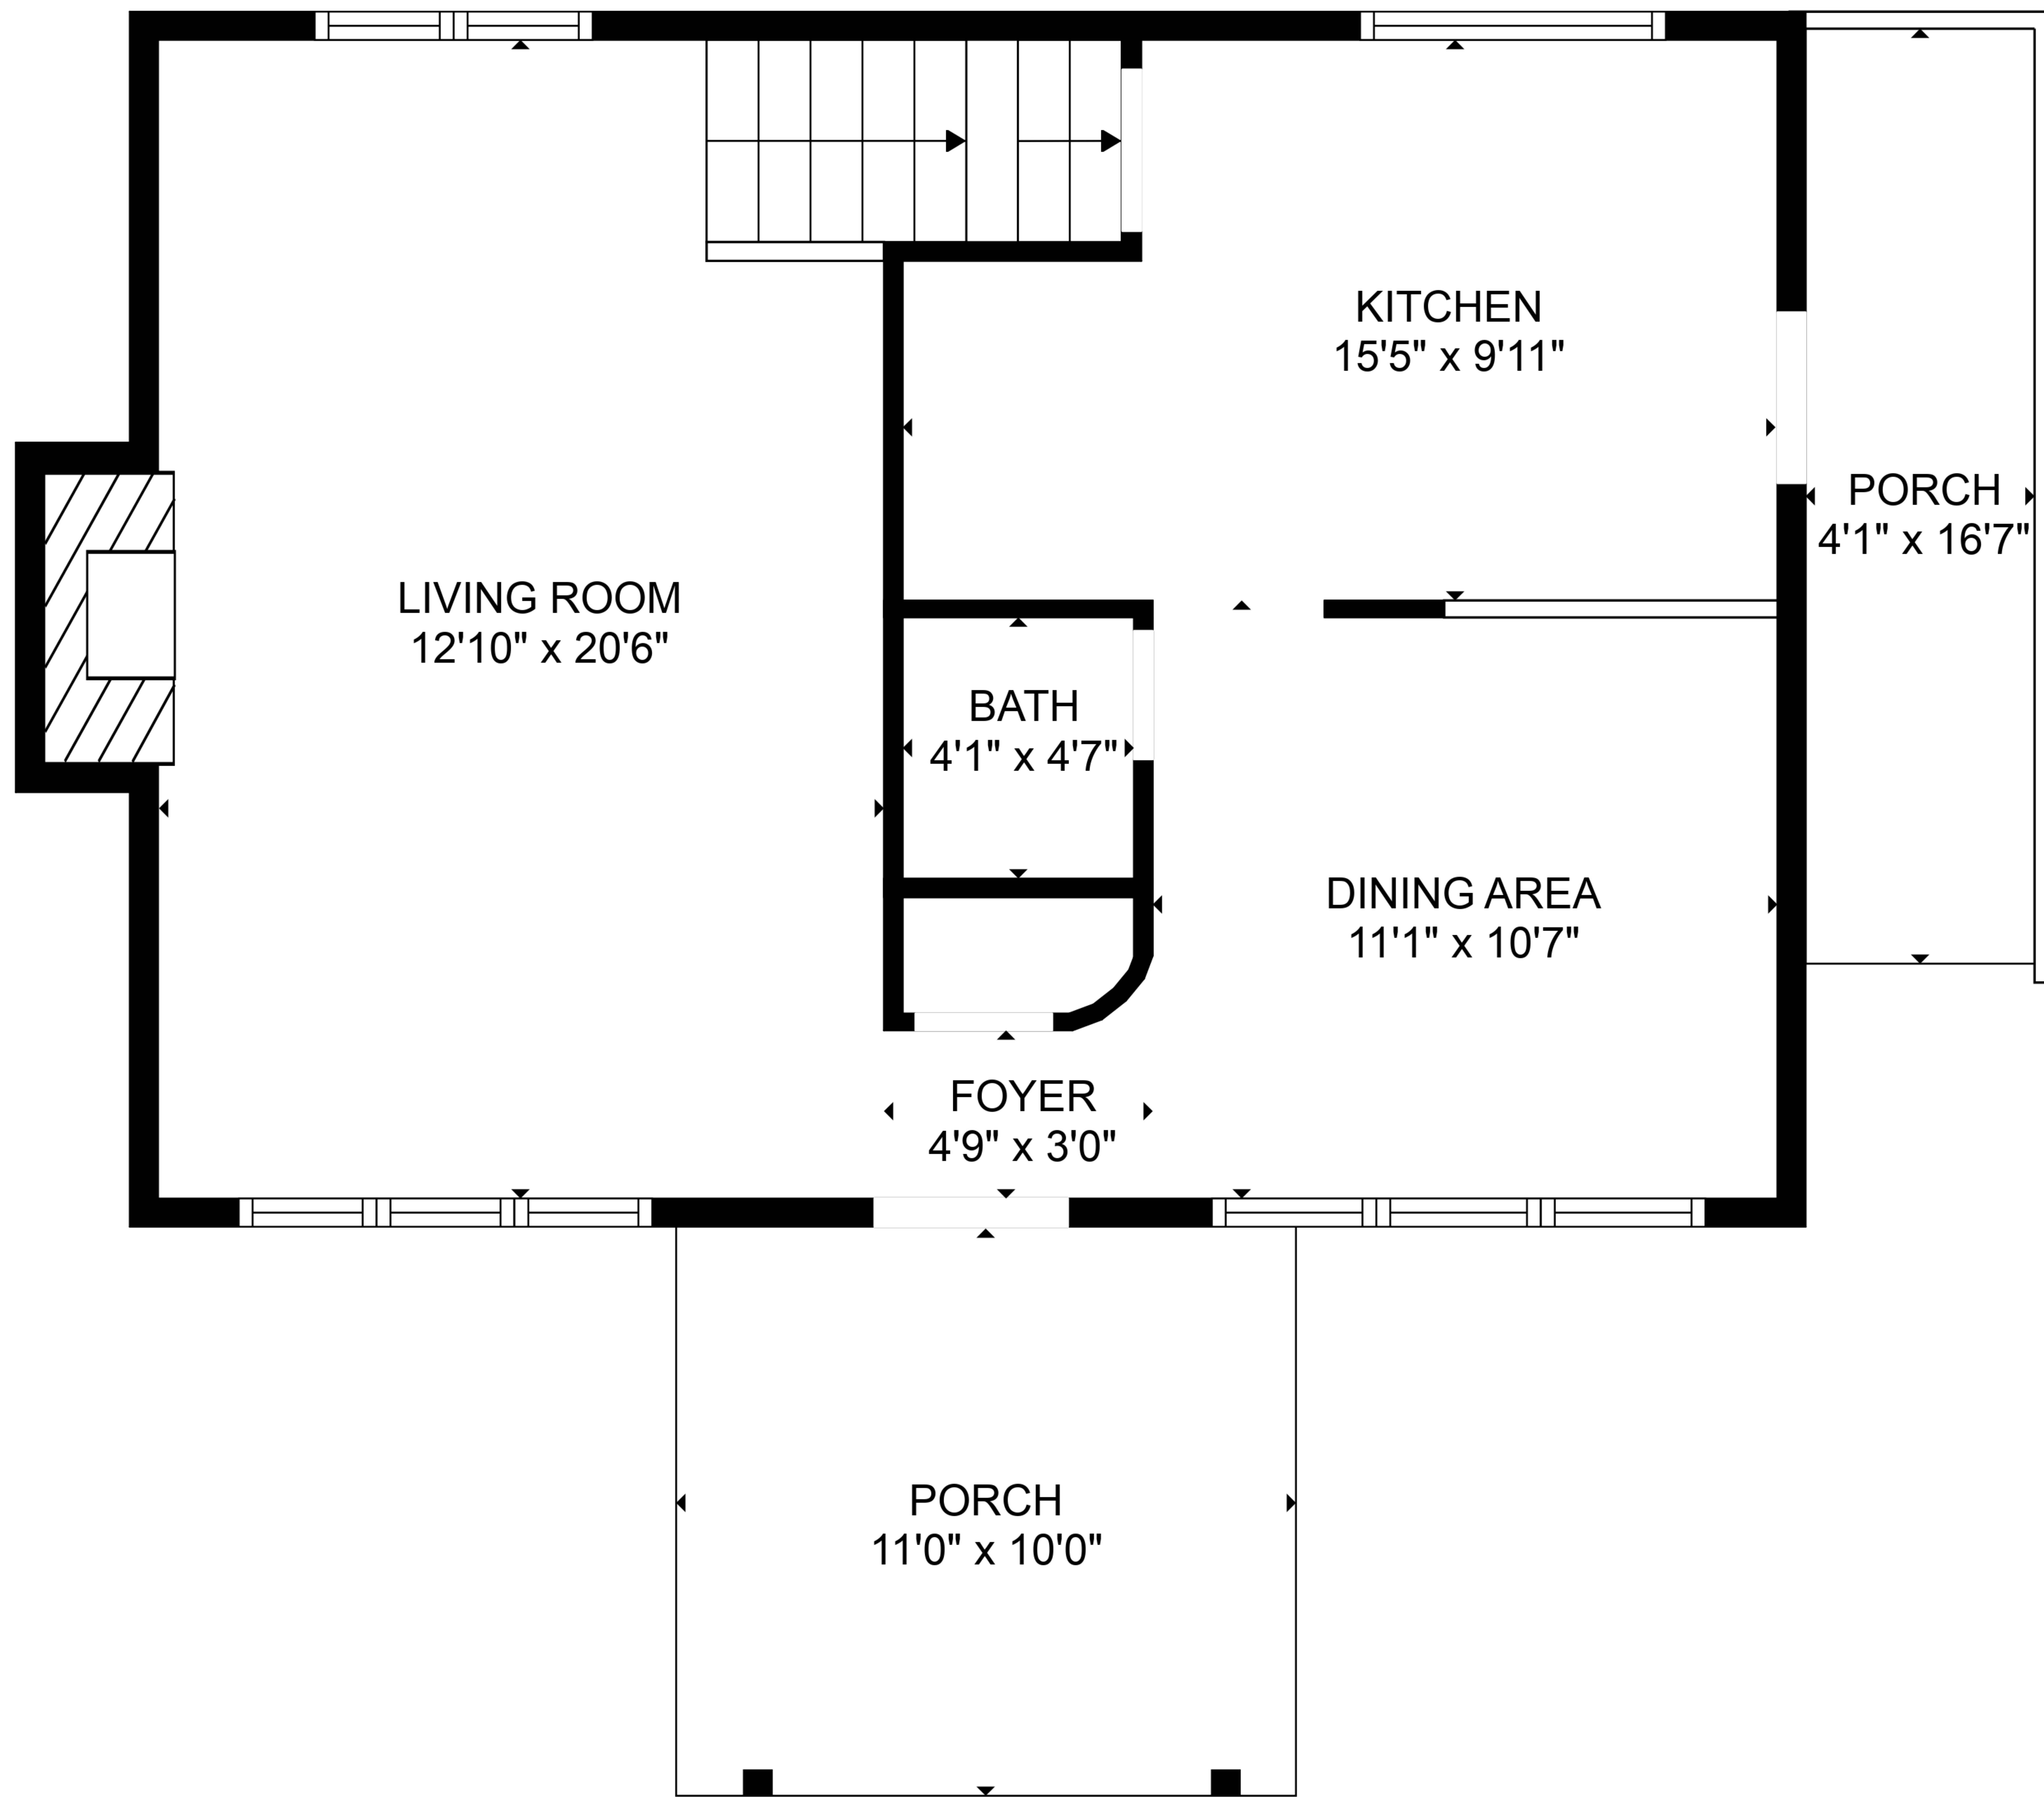 KITCHEN
15'5" x 9'11"
PORCH
4'1" x 16'7"
LIVING ROOM
12'10" x 20'6"
BATH
4'1" x 4'7"
DINING AREA
11'1" x 10'7"
FOYER
4'9" x 3'0"
PORCH
11'0" x 10'0"